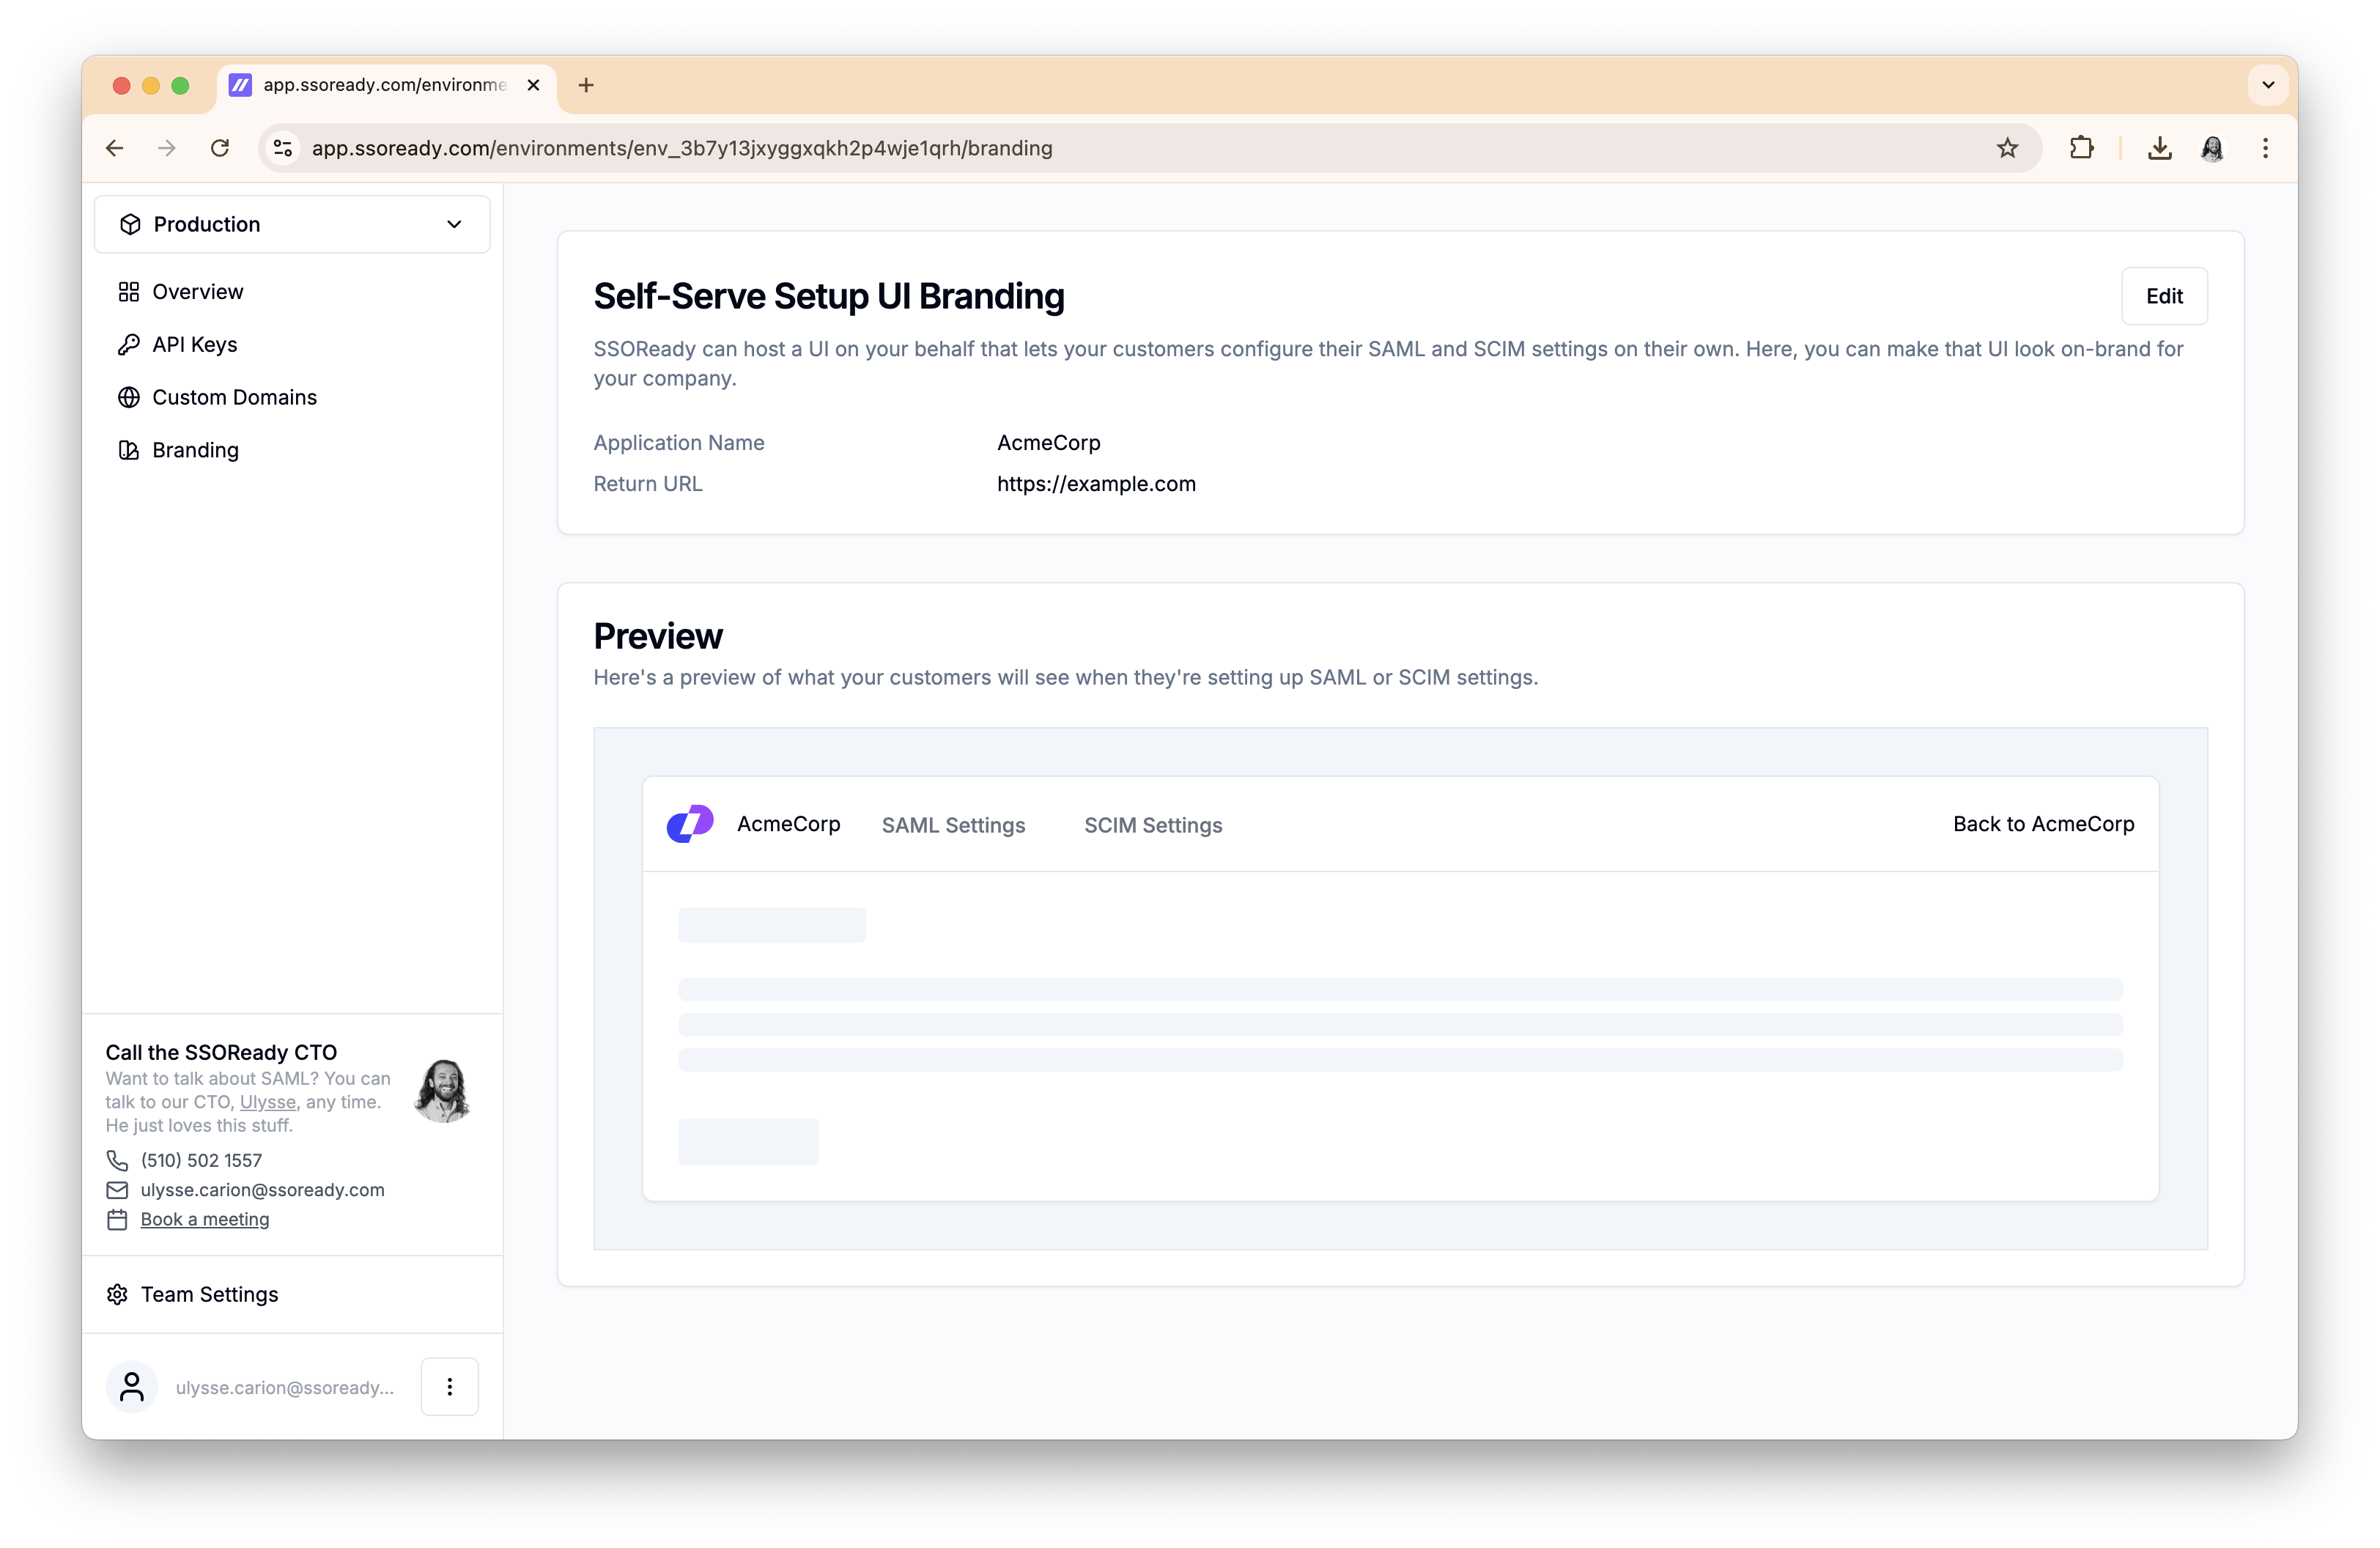 app.ssoready.com/environme
app.ssoready.com/environments/env_3b7y13jxyggxqkh2p4wje1qrh/branding
Production
Overview
API Keys
Custom Domains
Branding
Self-Serve Setup UI Branding
Edit
SSOReady can host a UI on your behalf that lets your customers configure their SAML and SCIM settings on their own. Here, you can make that UI look on-brand for
your company.
Application Name AcmeCorp
Return URL https://example.com
Preview
Here's a preview of what your customers will see when they're setting up SAML or SCIM settings.
AcmeCorp SAML Settings SCIM Settings Back to AcmeCorp
Call the SSOReady CTO
Want to talk about SAML? You can
talk to our CTO, Ulysse, any time.
He just loves this stuff.
(510) 502 1557
ulysse.carion@ssoready.com
Book a meeting
Team Settings
ulysse.carion@ssoready...